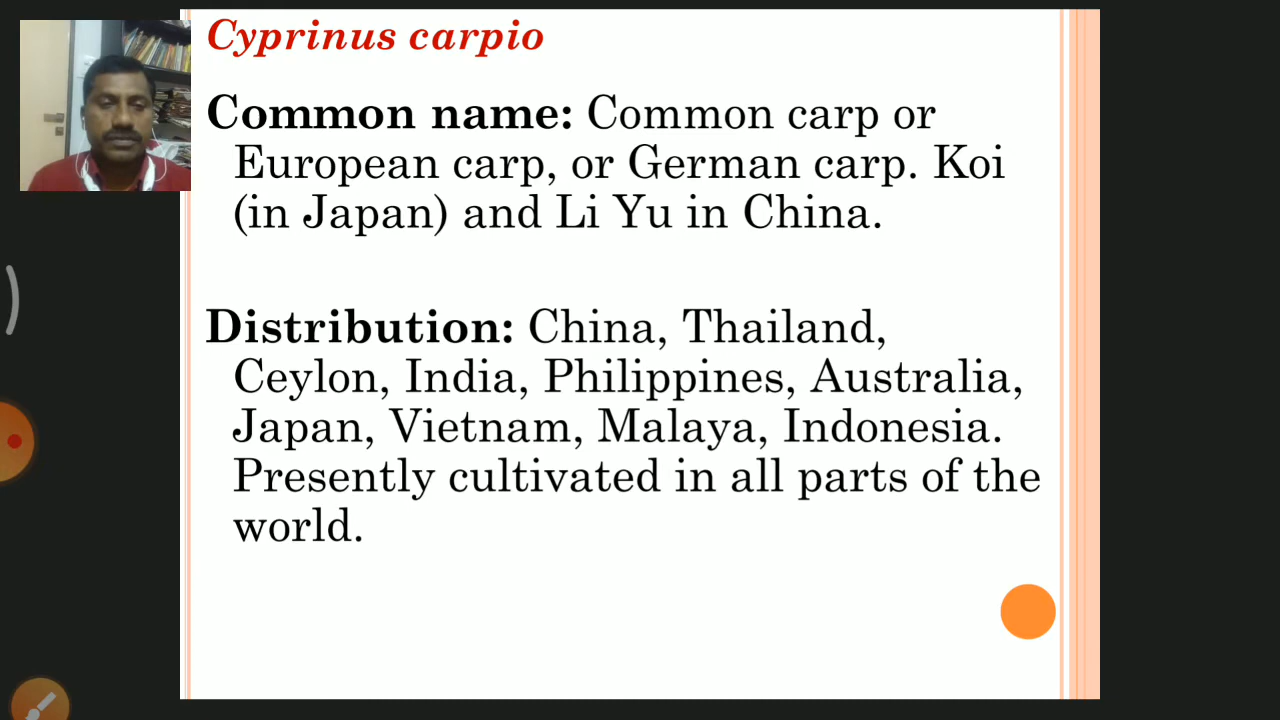 Cyprinus carpio
Common name: Common carp or
European carp, or German carp. Koi
(in Japan) and Li Yu in China.
Distribution: China, Thailand,
Ceylon, India, Philippines, Australia,
Japan, Vietnam, Malaya, Indonesia.
Presently cultivated in all parts of the
world.